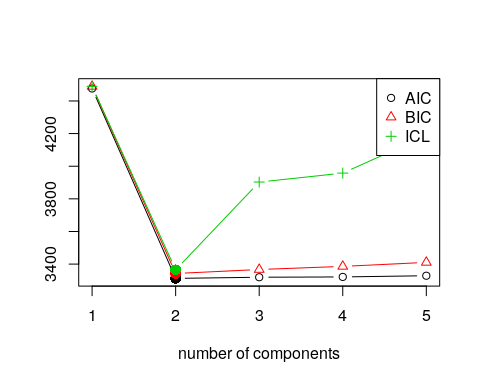 AIC
BIC
ICL
4200
3800
3400
1 2 3 4 5
number of components